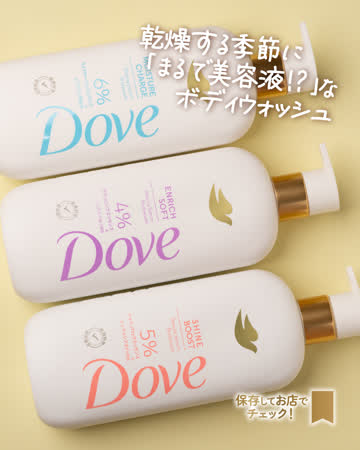 乾燥する季節に
「まるで美容液!?」な
ボディウォッシュ
MOISTURE
CHARGE
6%
Dove
ENRICH
SOFT
4%
Dove
SHINE
BOOST
5%
Dove
保存してお店で
チェック!